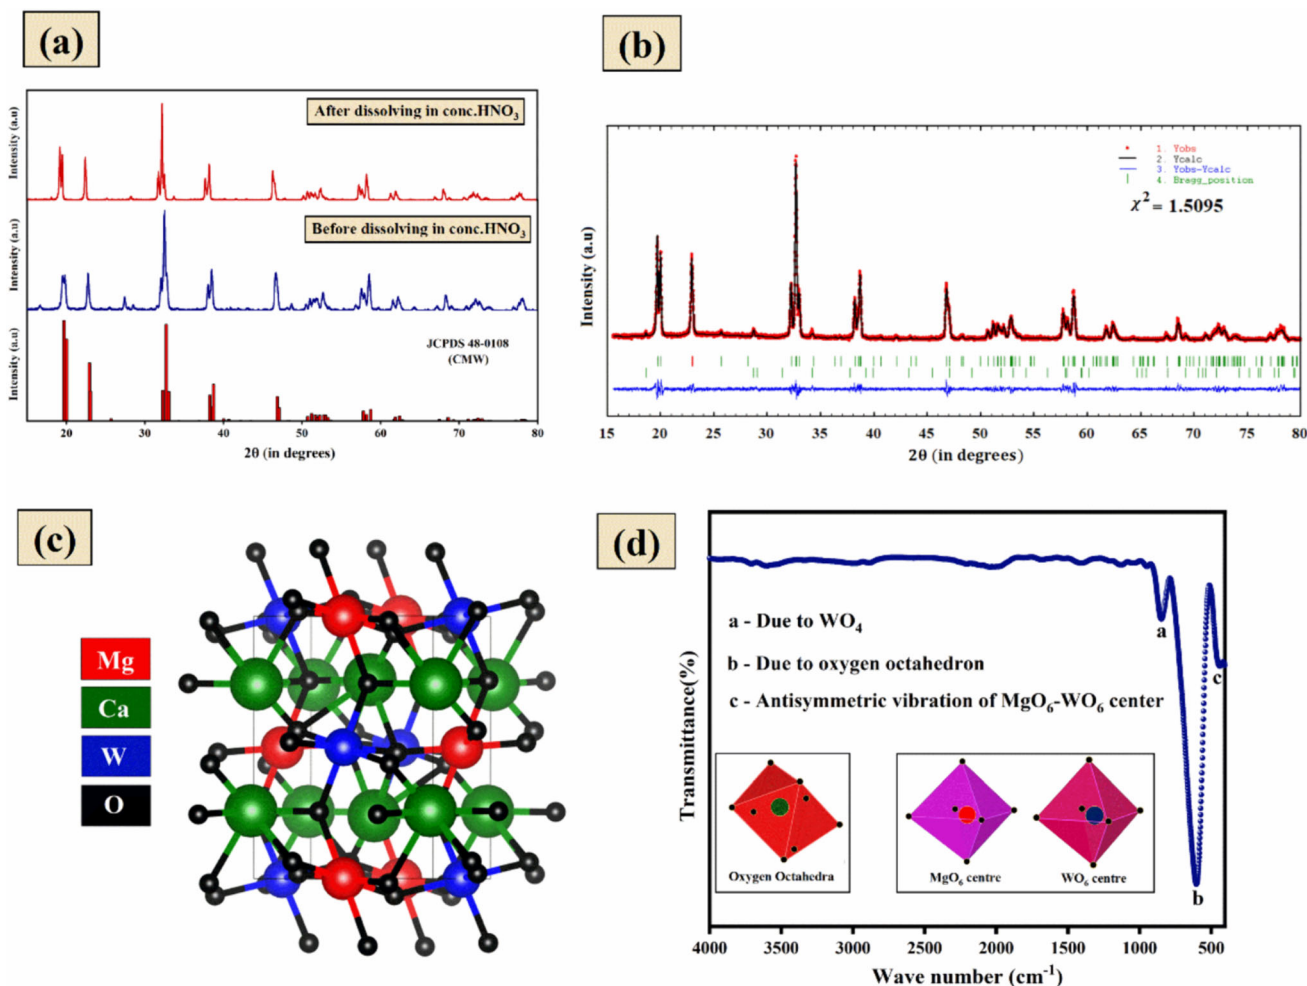 (a)
After dissolving in conc.HNO₃
Before dissolving in conc.HNO₃
JCPDS 48-0108
(CMW)
Intensity (a.u)
Intensity (a.u)
Intensity (a.u)
20 30 40 50 60 70 80
2θ (in degrees)
(b)
1. Yobs
2. Ycalc
3. Yobs-Ycalc
4. Bragg_position
χ² = 1.5095
Intensity (a.u)
15 20 25 30 35 40 45 50 55 60 65 70 75 80
2θ (in degrees)
(c)
Mg
Ca
W
O
(d)
a - Due to WO₄
b - Due to oxygen octahedron
c - Antisymmetric vibration of MgO₆-WO₆ center
a
c
b
Oxygen Octahedra
MgO₆ centre
WO₆ centre
Transmittance(%)
4000 3500 3000 2500 2000 1500 1000 500
Wave number (cm⁻¹)